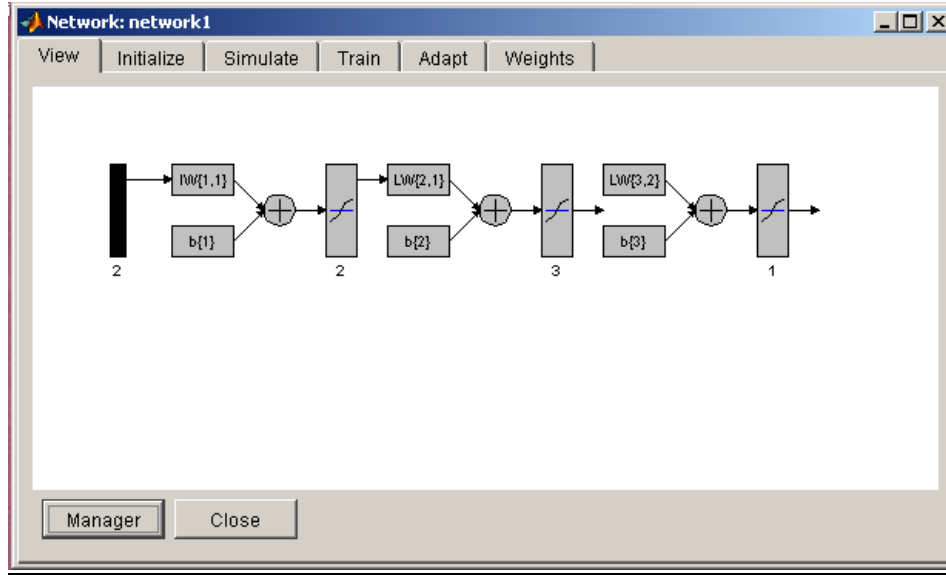 Network: network1
View Initialize Simulate Train Adapt Weights
IW{1,1} LW{2,1} LW{3,2}
b{1} b{2} b{3}
2 2 3 1
Manager Close